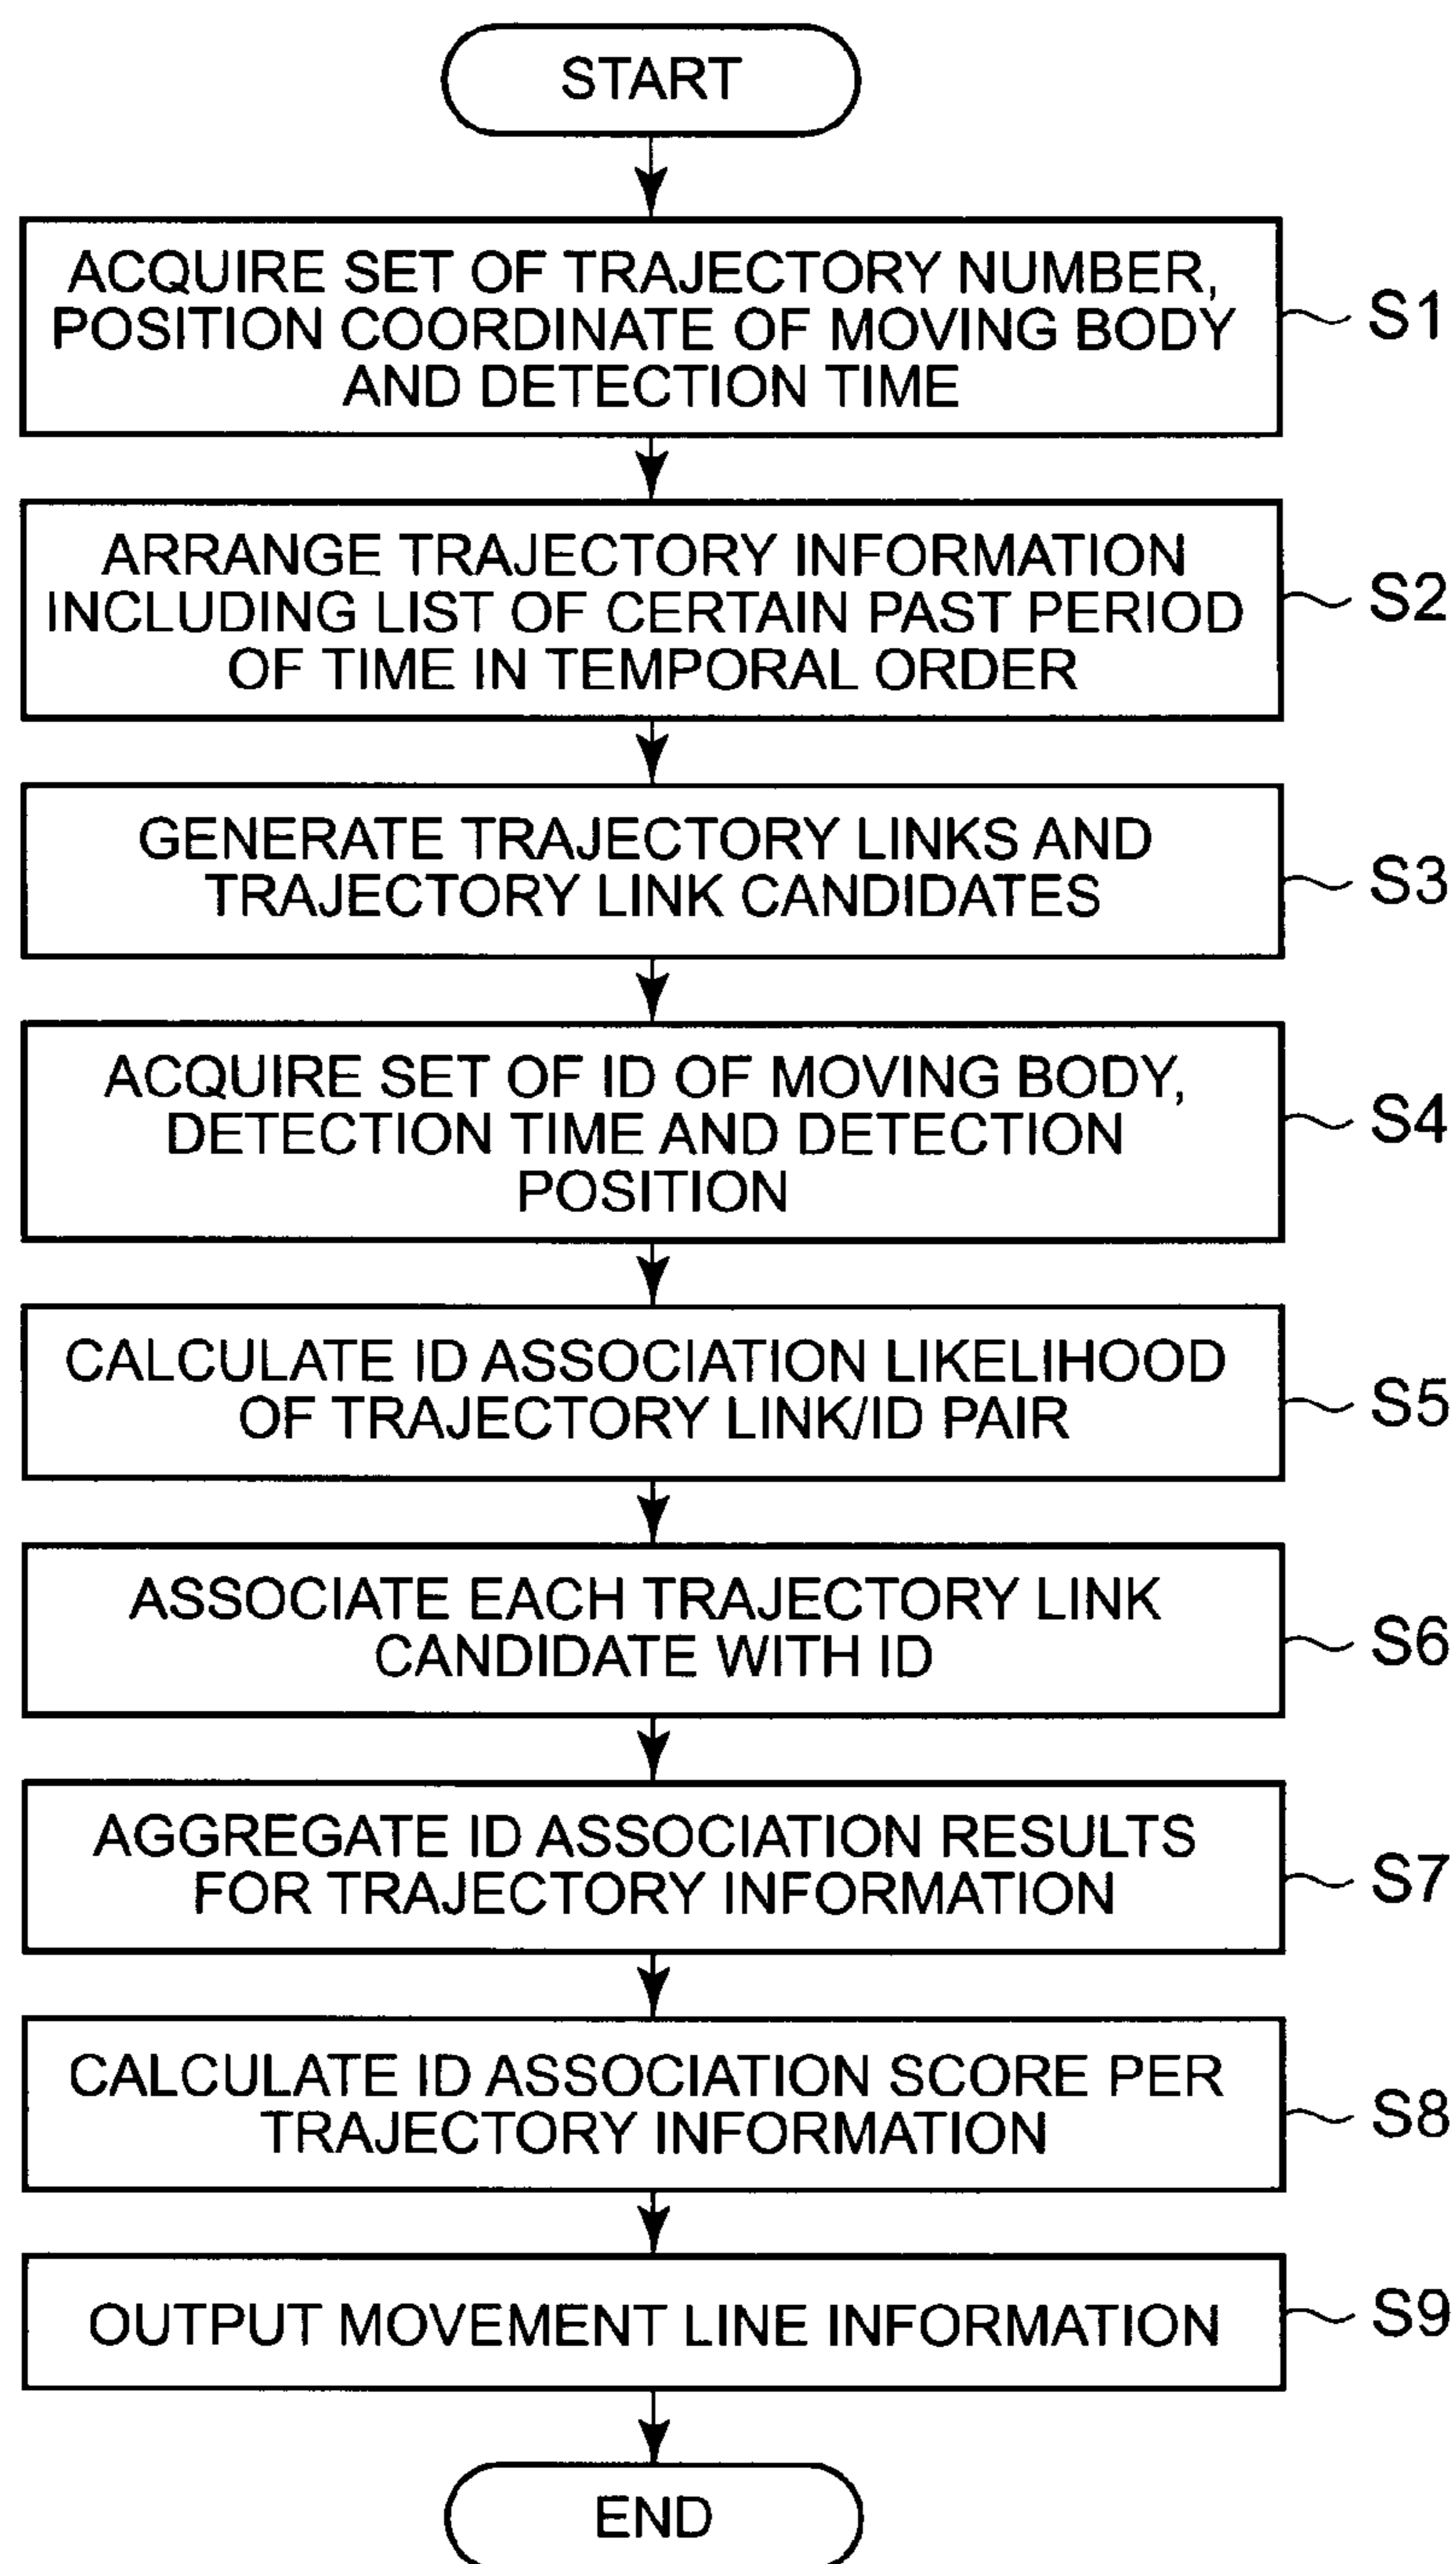 START
ACQUIRE SET OF TRAJECTORY NUMBER,
POSITION COORDINATE OF MOVING BODY
AND DETECTION TIME
S1
ARRANGE TRAJECTORY INFORMATION
INCLUDING LIST OF CERTAIN PAST PERIOD
OF TIME IN TEMPORAL ORDER
S2
GENERATE TRAJECTORY LINKS AND
TRAJECTORY LINK CANDIDATES
S3
ACQUIRE SET OF ID OF MOVING BODY,
DETECTION TIME AND DETECTION
POSITION
S4
CALCULATE ID ASSOCIATION LIKELIHOOD
OF TRAJECTORY LINK/ID PAIR
S5
ASSOCIATE EACH TRAJECTORY LINK
CANDIDATE WITH ID
S6
AGGREGATE ID ASSOCIATION RESULTS
FOR TRAJECTORY INFORMATION
S7
CALCULATE ID ASSOCIATION SCORE PER
TRAJECTORY INFORMATION
S8
OUTPUT MOVEMENT LINE INFORMATION
S9
END